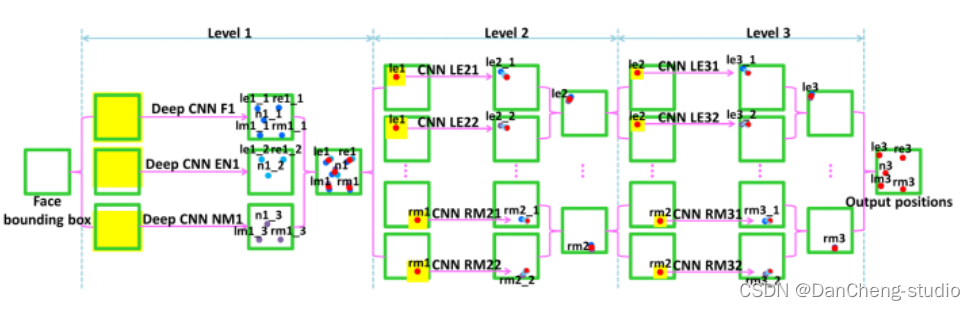 Level 1
Level 2
Level 3
Face
bounding box
Deep CNN F1
Deep CNN EN1
Deep CNN NM1
le1_1 re1_1
n1_1
lm1_1 rm1_1
le1_2 re1_2
n1_2
n1_3
lm1_3 rm1_3
le1 re1
n1
lm1 rm1
le1
CNN LE21
le2_1
le1
CNN LE22
le2_2
le2
rm1
CNN RM21
rm2_1
rm1
CNN RM22
rm2_2
rm2
le2
CNN LE31
le3_1
le2
CNN LE32
le3_2
le3
rm2
CNN RM31
rm3_1
rm2
CNN RM32
rm3_2
rm3
le3
re3
n3
lm3
rm3
Output positions
CSDN @DanCheng-studio